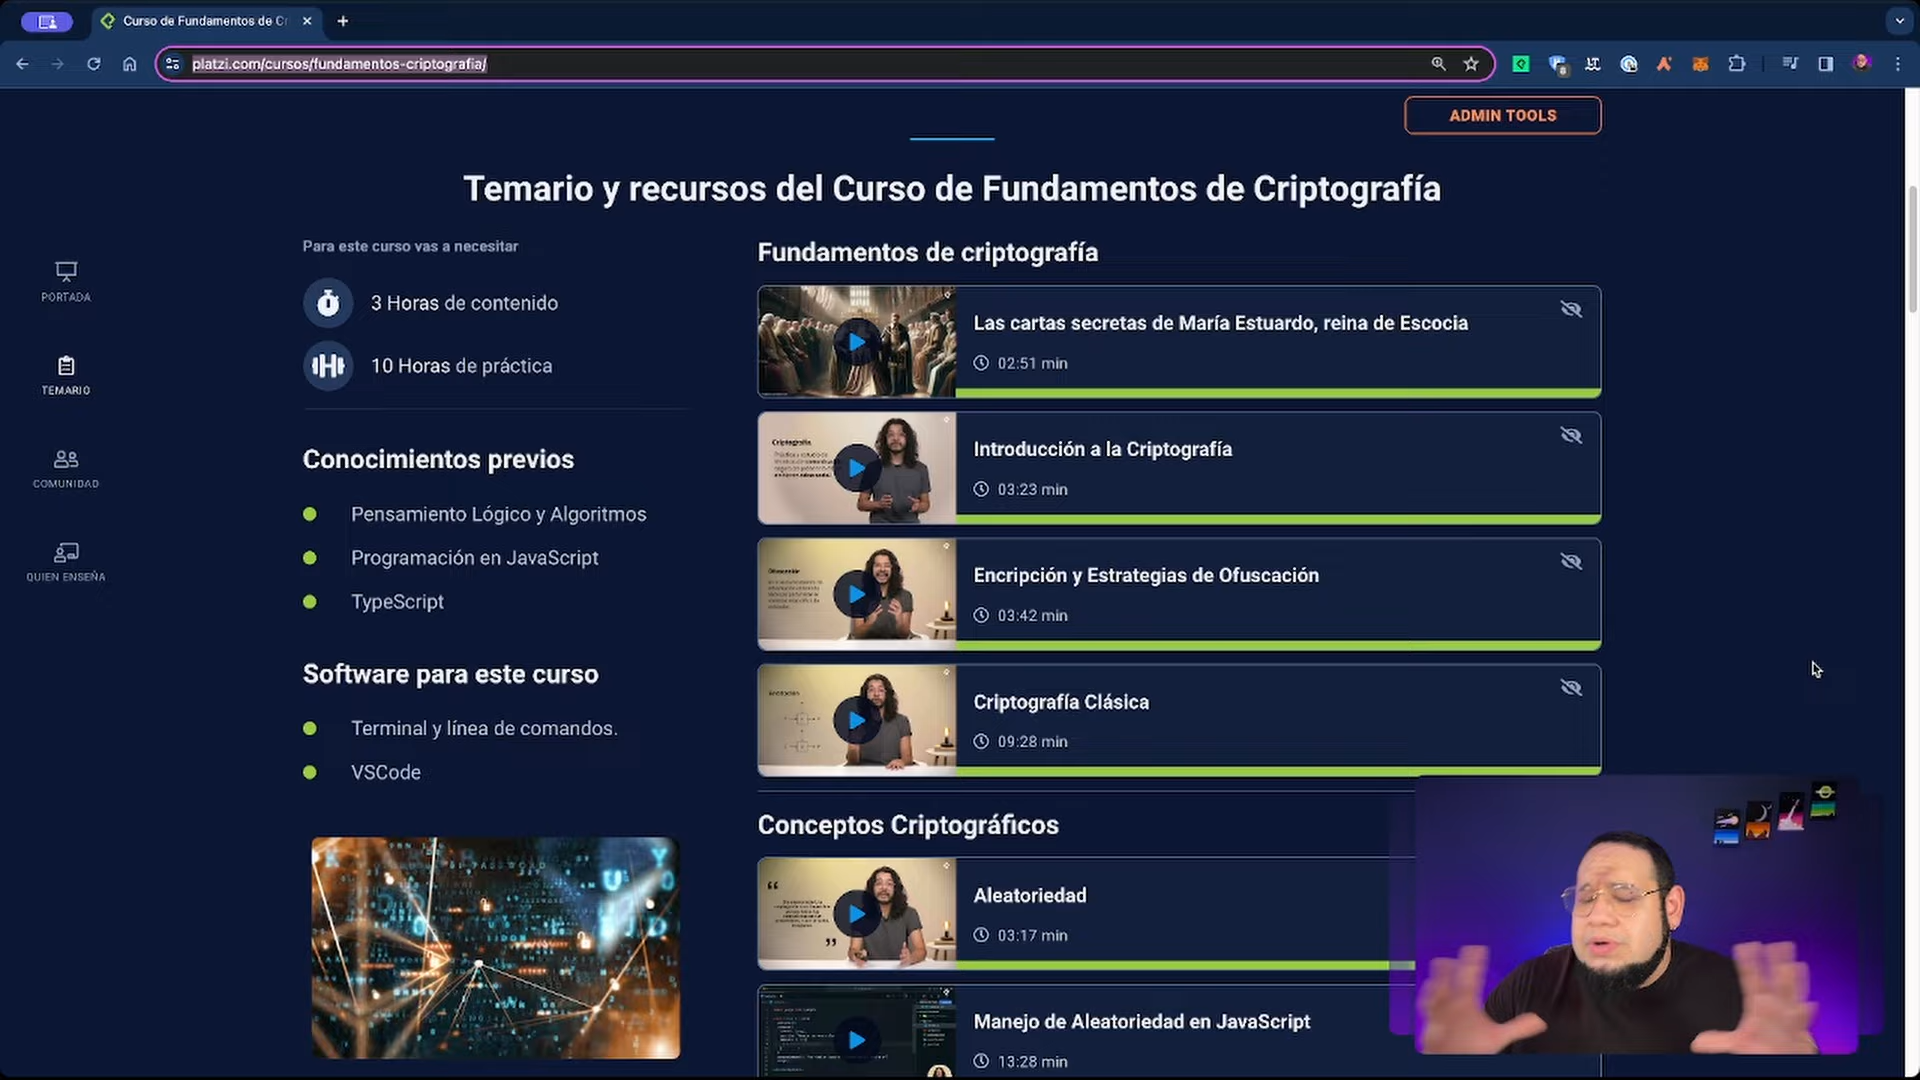 Curso de Fundamentos de Cr
platzi.com/cursos/fundamentos-criptografia/
ADMIN TOOLS
Temario y recursos del Curso de Fundamentos de Criptografía
PORTADA
TEMARIO
COMUNIDAD
QUIEN ENSEÑA
Para este curso vas a necesitar
3 Horas de contenido
10 Horas de práctica
Conocimientos previos
Pensamiento Lógico y Algoritmos
Programación en JavaScript
TypeScript
Software para este curso
Terminal y línea de comandos.
VSCode
Fundamentos de criptografía
Las cartas secretas de María Estuardo, reina de Escocia
02:51 min
Criptografía
Introducción a la Criptografía
03:23 min
Ofuscación
Encripción y Estrategias de Ofuscación
03:42 min
Criptografía Clásica
09:28 min
Conceptos Criptográficos
Aleatoriedad
03:17 min
Manejo de Aleatoriedad en JavaScript
13:28 min